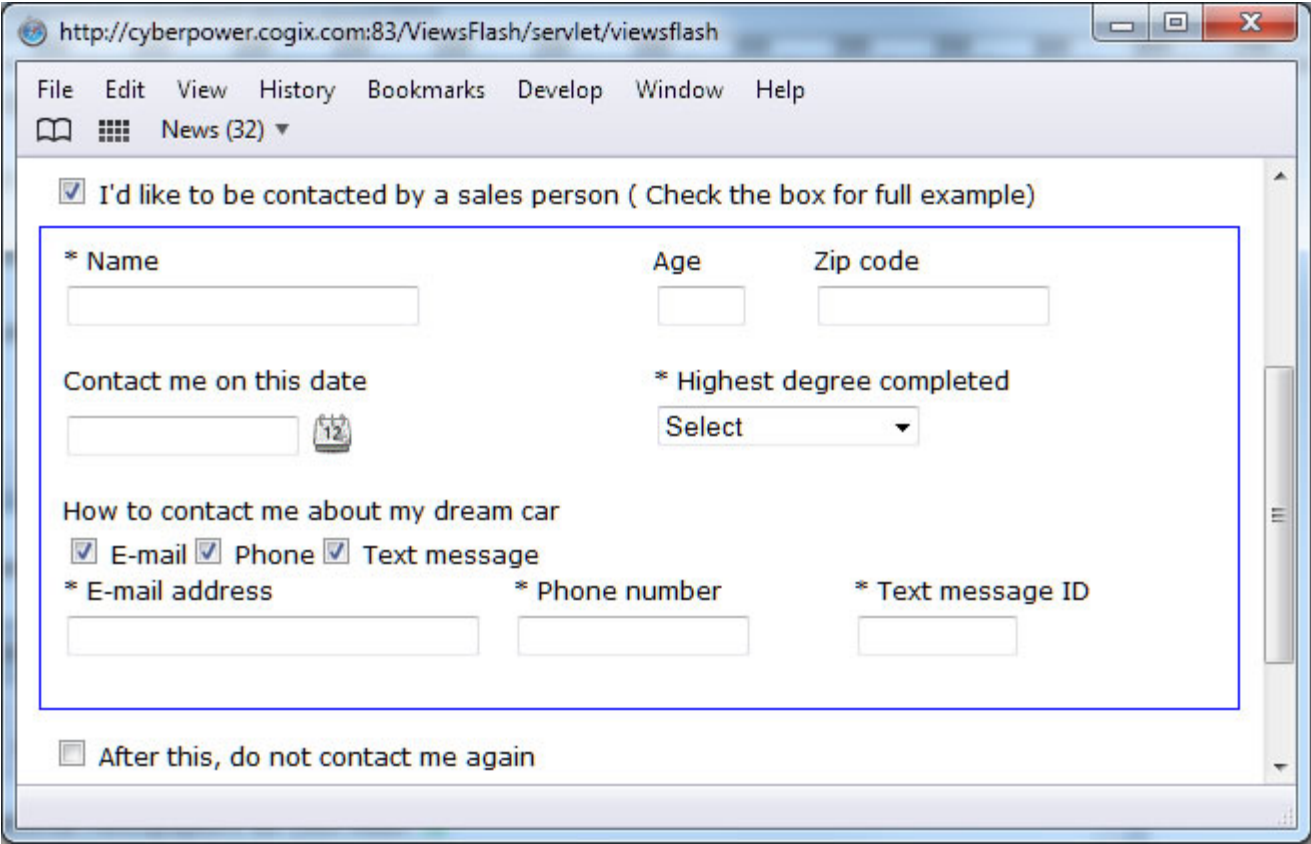 http://cyberpower.cogix.com:83/ViewsFlash/servlet/viewsflash
File Edit View History Bookmarks Develop Window Help
News (32)
I'd like to be contacted by a sales person ( Check the box for full example)
* Name Age Zip code
Contact me on this date * Highest degree completed
12 Select
How to contact me about my dream car
E-mail Phone Text message
* E-mail address * Phone number * Text message ID
After this, do not contact me again